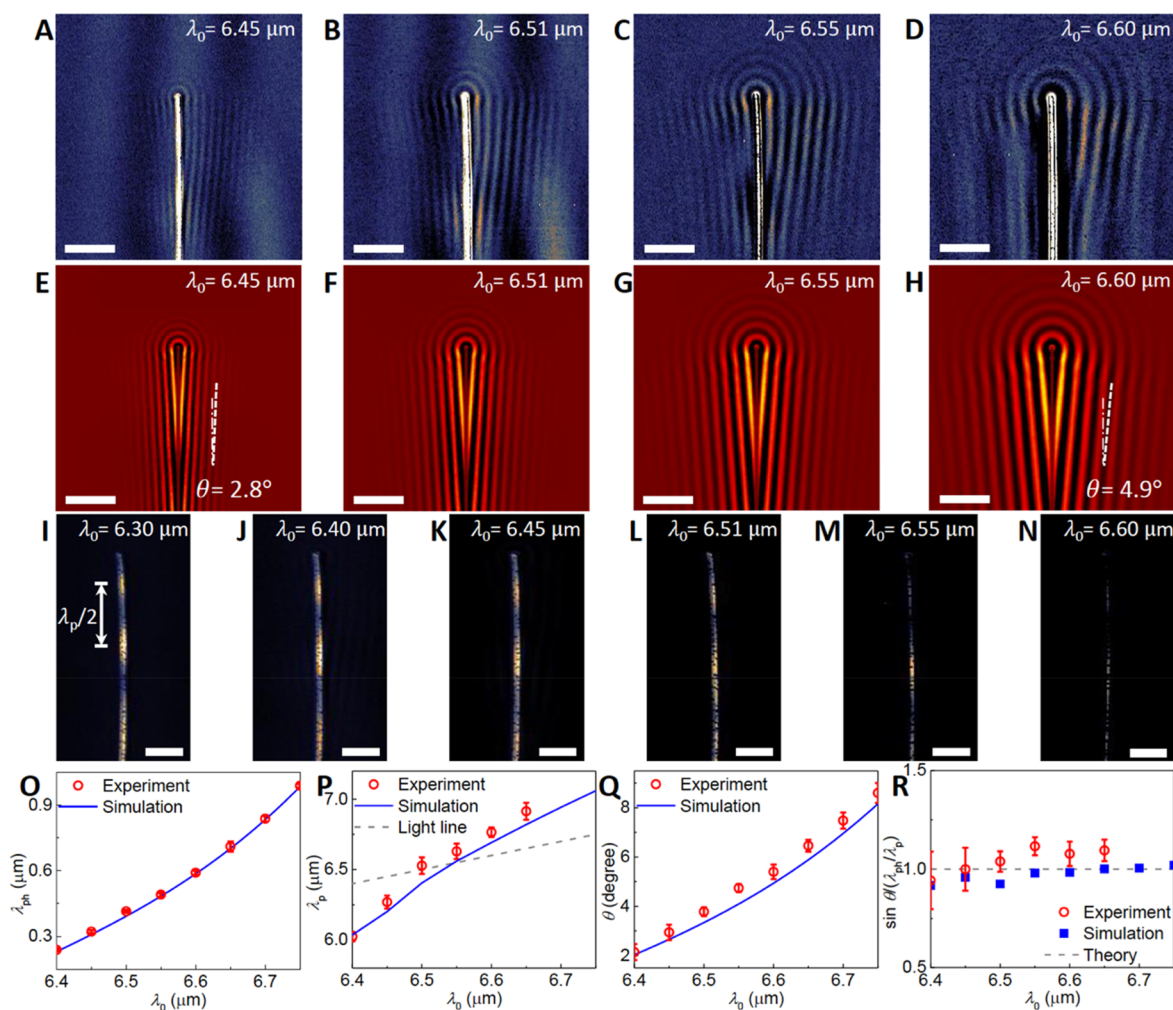 A
λ₀= 6.45 μm
B
λ₀= 6.51 μm
C
λ₀= 6.55 μm
D
λ₀= 6.60 μm
E
λ₀= 6.45 μm
θ= 2.8°
F
λ₀= 6.51 μm
G
λ₀= 6.55 μm
H
λ₀= 6.60 μm
θ= 4.9°
I
λ₀= 6.30 μm
λₚ/2
J
λ₀= 6.40 μm
K
λ₀= 6.45 μm
L
λ₀= 6.51 μm
M
λ₀= 6.55 μm
N
λ₀= 6.60 μm
O
Experiment
Simulation
0.9
0.6
0.3
λph (μm)
6.4 6.5 6.6 6.7
λ₀ (μm)
P
Experiment
Simulation
Light line
7.0
6.5
6.0
λₚ (μm)
6.4 6.5 6.6 6.7
λ₀ (μm)
Q
Experiment
Simulation
8
6
4
2
θ (degree)
6.4 6.5 6.6 6.7
λ₀ (μm)
R
1.5
1.0
0.5
sin θ/(λph/λₚ)
Experiment
Simulation
Theory
6.4 6.5 6.6 6.7
λ₀ (μm)